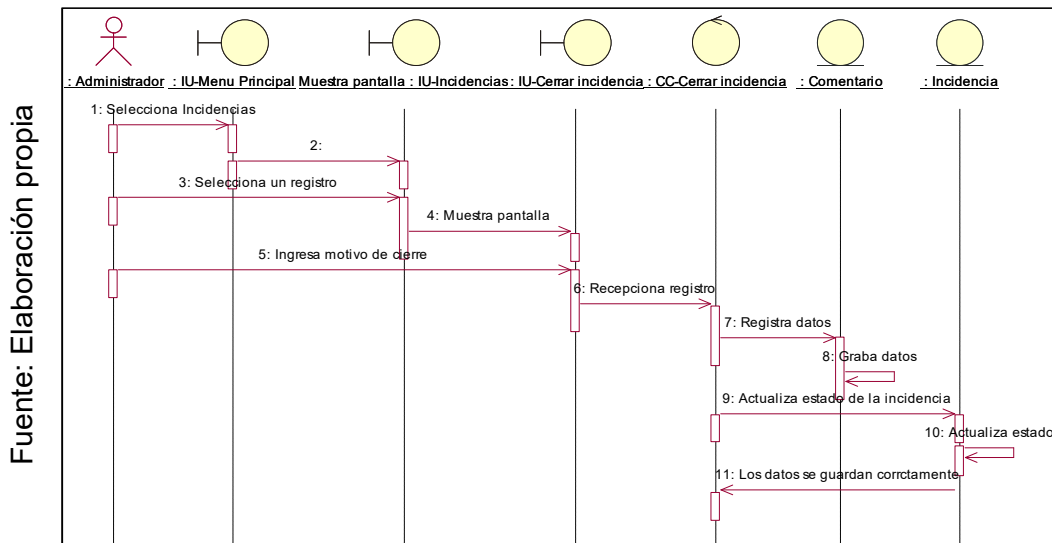 Fuente: Elaboración propia
: Administrador
: IU-Menu Principal
Muestra pantalla : IU-Incidencias
: IU-Cerrar incidencia
: CC-Cerrar incidencia
: Comentario
: Incidencia
1: Selecciona Incidencias
2:
3: Selecciona un registro
4: Muestra pantalla
5: Ingresa motivo de cierre
6: Recepciona registro
7: Registra datos
8: Graba datos
9: Actualiza estado de la incidencia
10: Actualiza estado
11: Los datos se guardan corrctamente